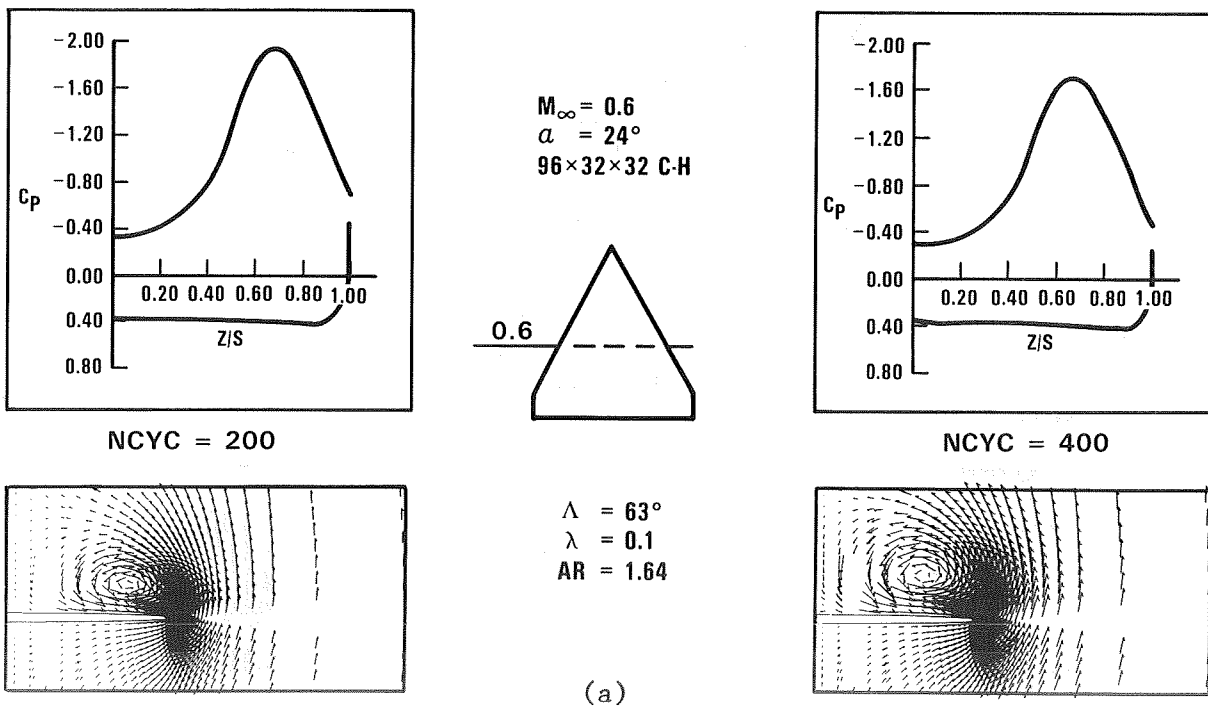 -2.00
-1.60
-1.20
-0.80
-0.40
0.00
0.40
0.80
CP
0.20 0.40 0.60 0.80 1.00
Z/S
NCYC = 200
M∞ = 0.6
α = 24°
96×32×32 C-H
0.6
Λ = 63°
λ = 0.1
AR = 1.64
-2.00
-1.60
-1.20
-0.80
-0.40
0.00
0.40
0.80
CP
0.20 0.40 0.60 0.80 1.00
Z/S
NCYC = 400
(a)